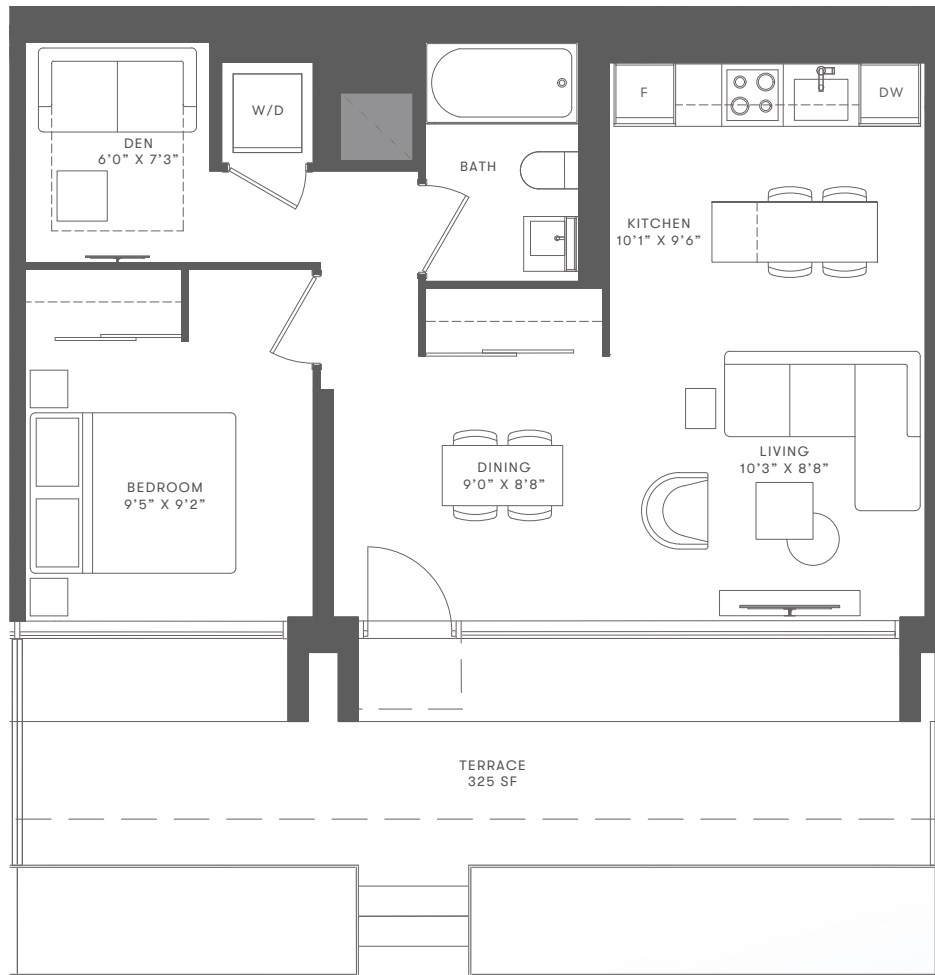 DEN
6'0” X 7'3”
W/D
BATH
F
DW
KITCHEN
10'1” X 9'6”
BEDROOM
9'5” X 9'2”
DINING
9'0” X 8'8”
LIVING
10'3” X 8'8”
TERRACE
325 SF